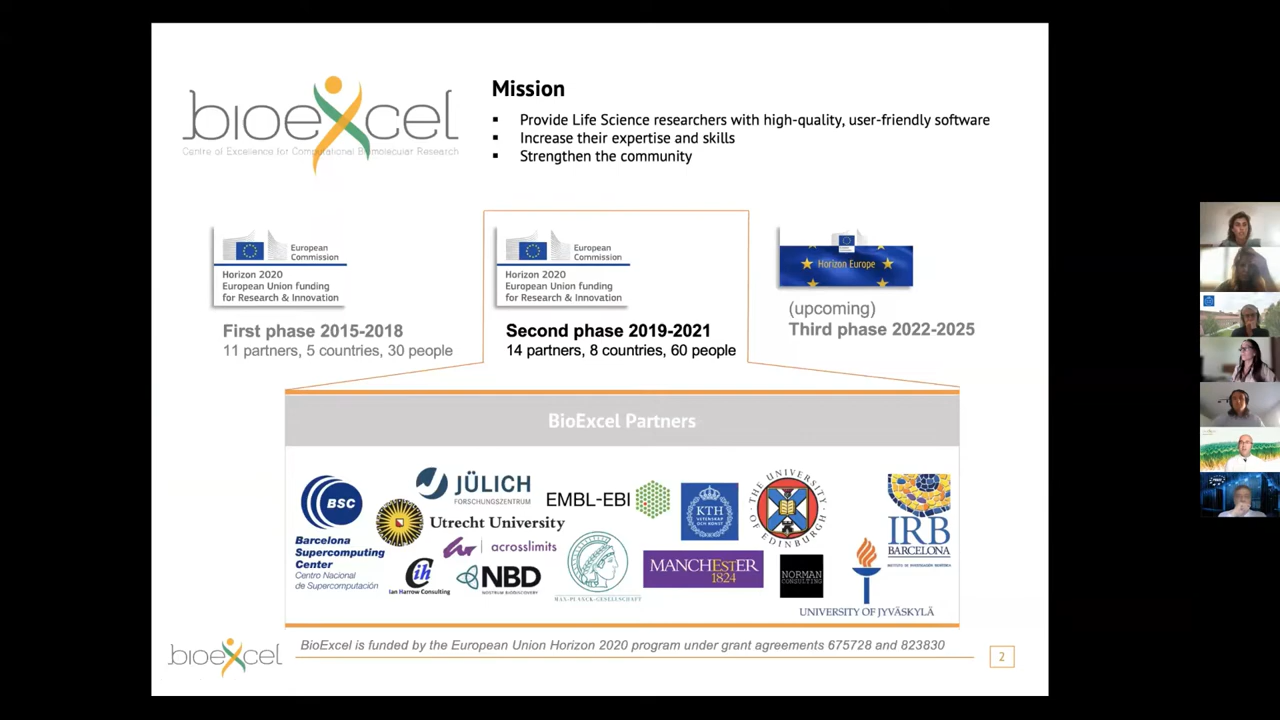 bioexcel
Centre of Excellence for Computational Biomolecular Research
Mission
▪ Provide Life Science researchers with high-quality, user-friendly software
▪ Increase their expertise and skills
▪ Strengthen the community
European
Commission
Horizon 2020
European Union funding
for Research & Innovation
First phase 2015-2018
11 partners, 5 countries, 30 people
European
Commission
Horizon 2020
European Union funding
for Research & Innovation
Second phase 2019-2021
14 partners, 8 countries, 60 people
Horizon Europe
(upcoming)
Third phase 2022-2025
BioExcel Partners
BSC
Barcelona
Supercomputing
Center
Centro Nacional
de Supercomputación
JÜLICH
FORSCHUNGSZENTRUM
Utrecht University
acrosslimits
Ian Harrow Consulting
NBD
NOSTRUM BIODISCOVERY
EMBL-EBI
MAX-PLANCK-GESELLSCHAFT
KTH
VETENSKAP
OCH KONST
MANCHESTER
1824
THE UNIVERSITY OF EDINBURGH
NORMAN
CONSULTING
UNIVERSITY OF JYVÄSKYLÄ
IRB
BARCELONA
bioexcel
BioExcel is funded by the European Union Horizon 2020 program under grant agreements 675728 and 823830
2